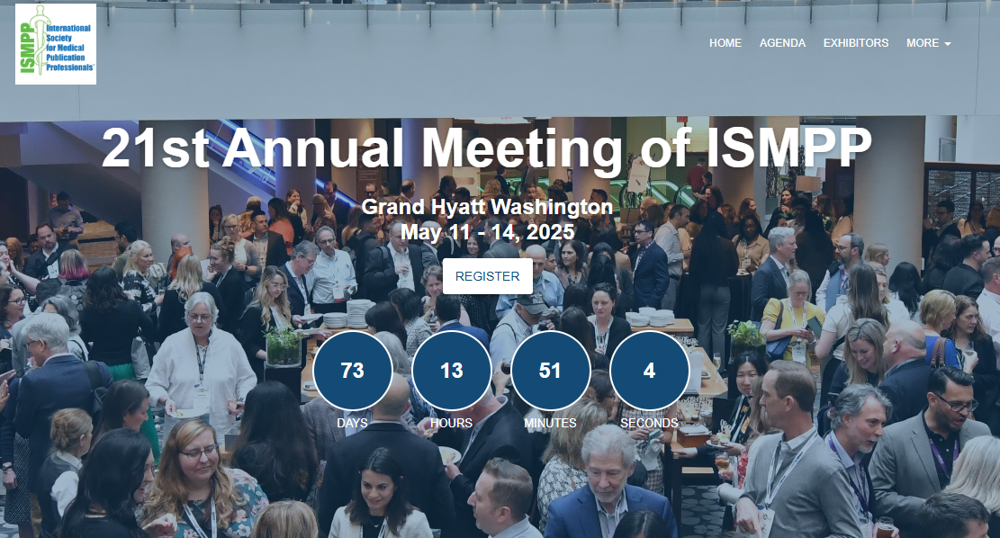 ISMPP
International
Society
for Medical
Publication
Professionals
HOME
AGENDA
EXHIBITORS
MORE
21st Annual Meeting of ISMPP
Grand Hyatt Washington
May 11 - 14, 2025
REGISTER
73
13
51
4
DAYS
HOURS
MINUTES
SECONDS